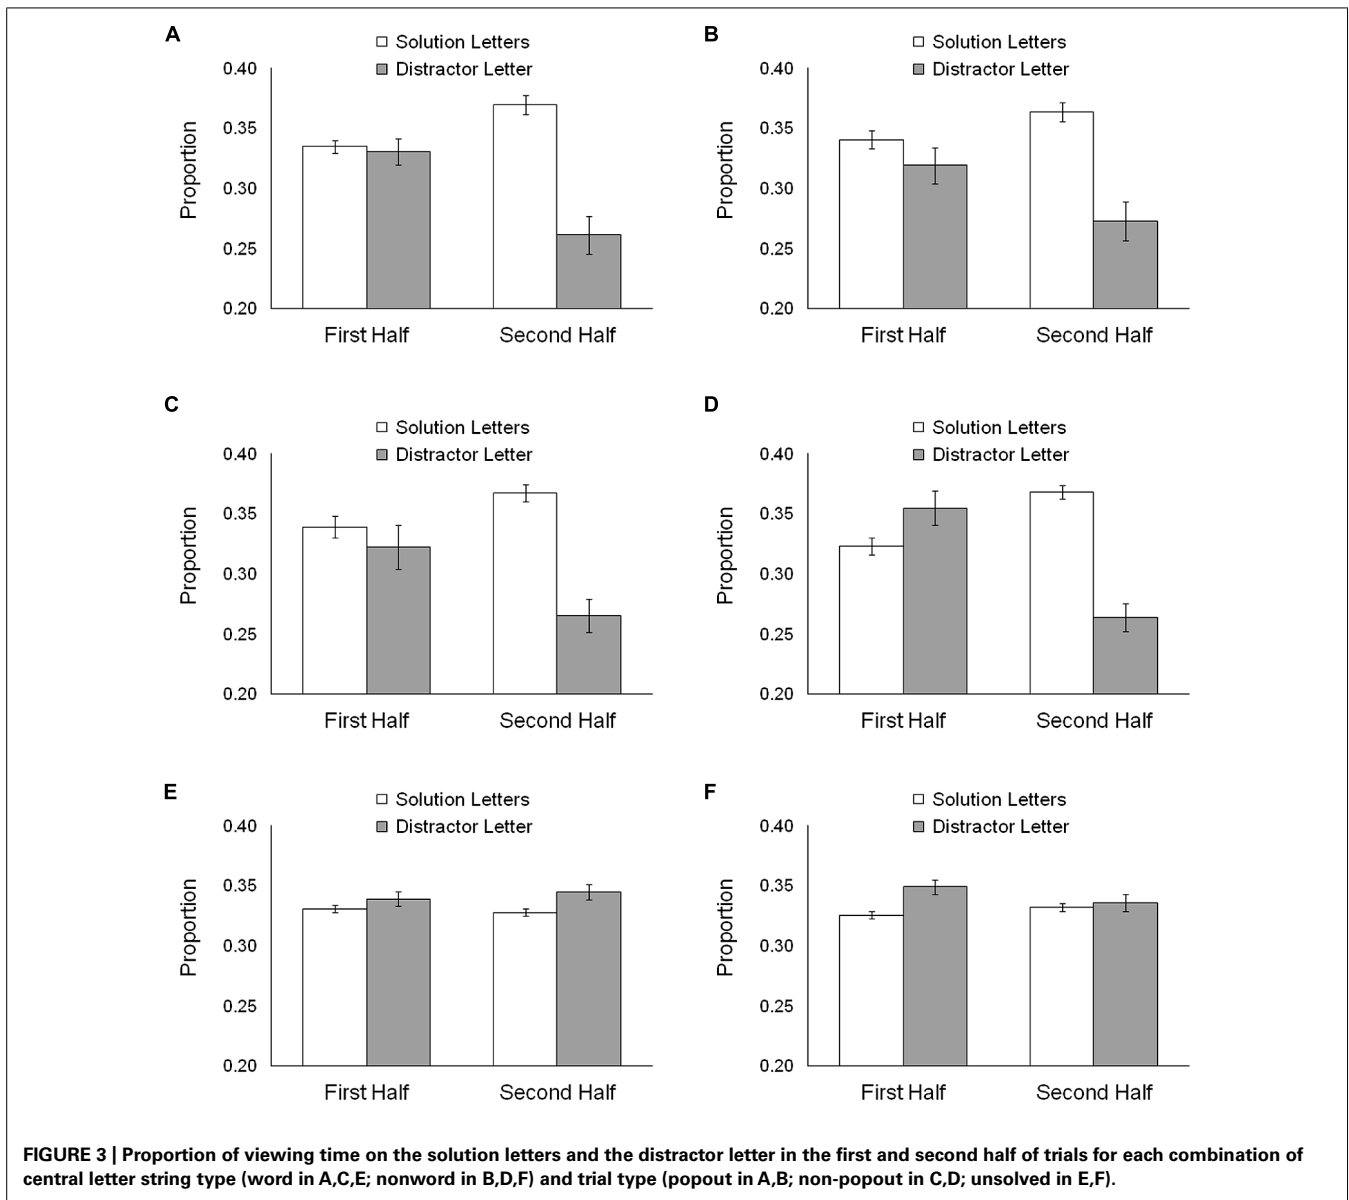 A
Solution Letters
Distractor Letter
0.40
0.35
0.30
0.25
0.20
Proportion
First Half Second Half
B
Solution Letters
Distractor Letter
0.40
0.35
0.30
0.25
0.20
Proportion
First Half Second Half
C
Solution Letters
Distractor Letter
0.40
0.35
0.30
0.25
0.20
Proportion
First Half Second Half
D
Solution Letters
Distractor Letter
0.40
0.35
0.30
0.25
0.20
Proportion
First Half Second Half
E
Solution Letters
Distractor Letter
0.40
0.35
0.30
0.25
0.20
Proportion
First Half Second Half
F
Solution Letters
Distractor Letter
0.40
0.35
0.30
0.25
0.20
Proportion
First Half Second Half
FIGURE 3 | Proportion of viewing time on the solution letters and the distractor letter in the first and second half of trials for each combination of
central letter string type (word in A,C,E; nonword in B,D,F) and trial type (popout in A,B; non-popout in C,D; unsolved in E,F).